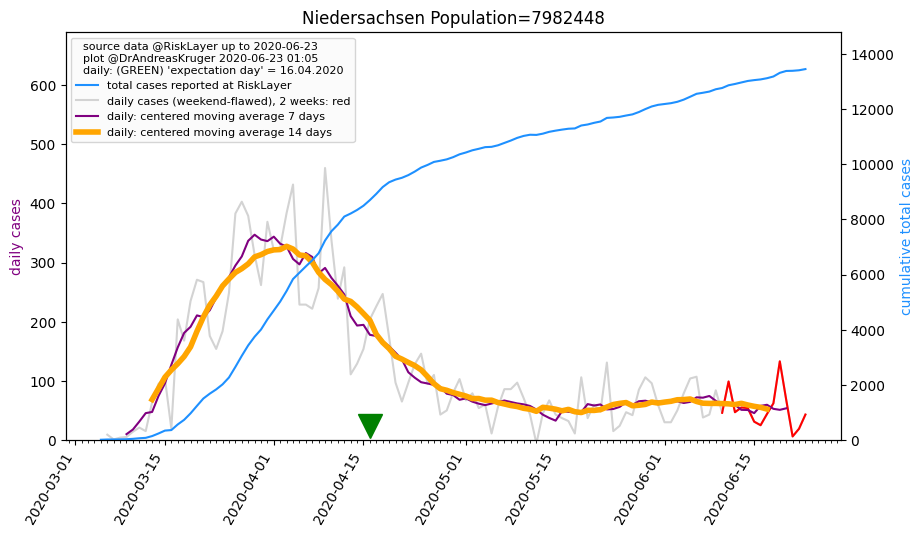 Niedersachsen Population=7982448
source data @RiskLayer up to 2020-06-23
plot @DrAndreasKruger 2020-06-23 01:05
daily: (GREEN) 'expectation day' = 16.04.2020
total cases reported at RiskLayer
daily cases (weekend-flawed), 2 weeks: red
daily: centered moving average 7 days
daily: centered moving average 14 days
daily cases
600
500
400
300
200
100
0
14000
12000
10000
8000
6000
4000
2000
0
cumulative total cases
2020-03-01
2020-03-15
2020-04-01
2020-04-15
2020-05-01
2020-05-15
2020-06-01
2020-06-15